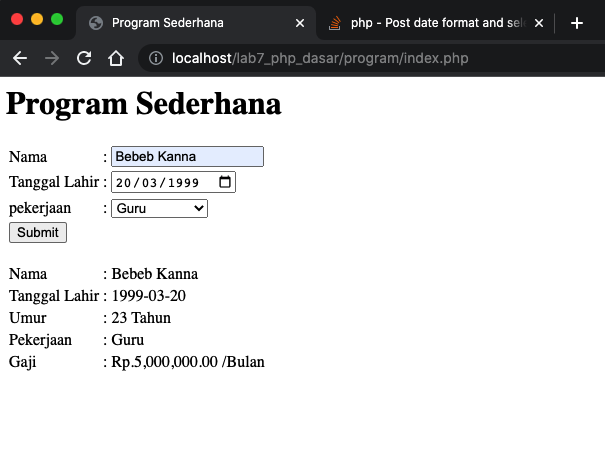 Program Sederhana
php - Post date format and sel
localhost/lab7_php_dasar/program/index.php
Program Sederhana
Nama : Bebeb Kanna
Tanggal Lahir : 20/03/1999
pekerjaan : Guru
Submit
Nama : Bebeb Kanna
Tanggal Lahir : 1999-03-20
Umur : 23 Tahun
Pekerjaan : Guru
Gaji : Rp.5,000,000.00 /Bulan